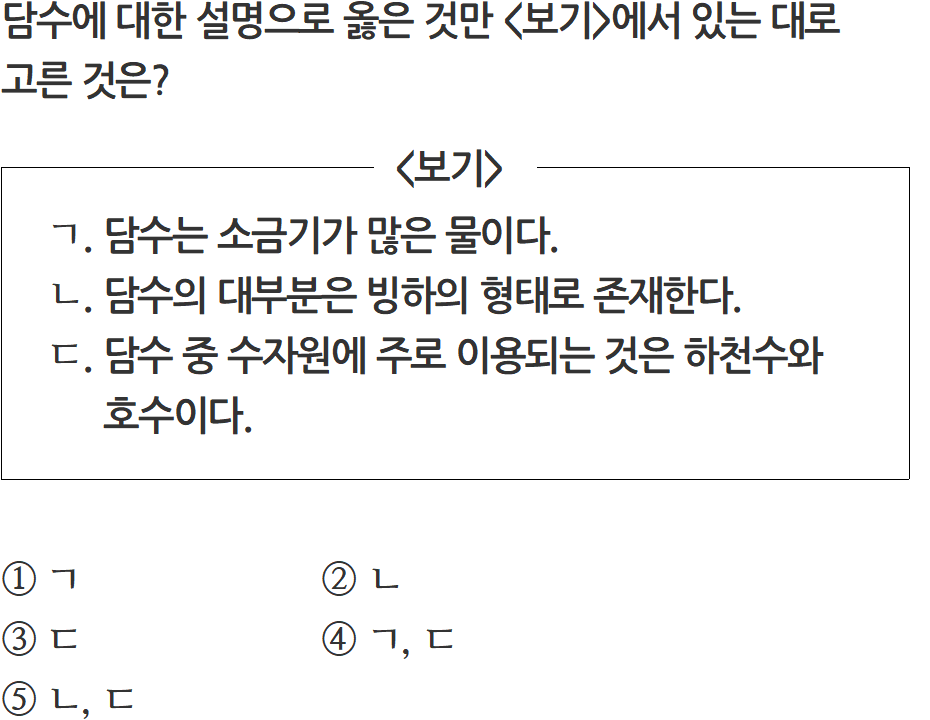 담수에 대한 설명으로 옳은 것만 <보기>에서 있는 대로
고른 것은?
<보기>
ㄱ. 담수는 소금기가 많은 물이다.
ㄴ. 담수의 대부분은 빙하의 형태로 존재한다.
ㄷ. 담수 중 수자원에 주로 이용되는 것은 하천수와
호수이다.
① ㄱ ② ㄴ
③ ㄷ ④ ㄱ, ㄷ
⑤ ㄴ, ㄷ